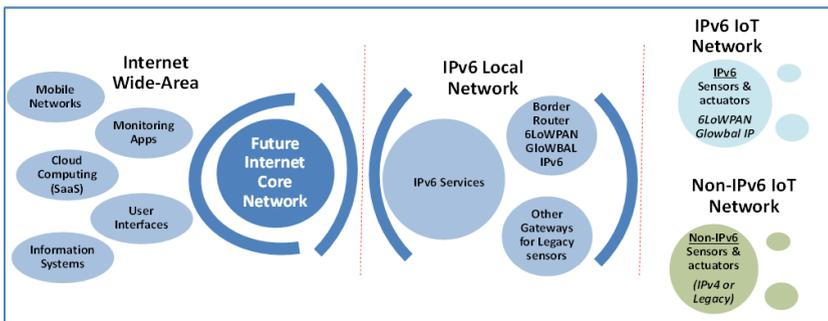 Internet
Wide-Area
Mobile
Networks
Monitoring
Apps
Cloud
Computing
(SaaS)
User
Interfaces
Information
Systems
Future
Internet
Core
Network
IPv6 Local
Network
IPv6 Services
Border
Router
6LoWPAN
GloWBAL
IPv6
Other
Gateways
for Legacy
sensors
IPv6 IoT
Network
IPv6
Sensors &
actuators
6LoWPAN
Glowbal IP
Non-IPv6 IoT
Network
Non-IPv6
Sensors &
actuators
(IPv4 or
Legacy)